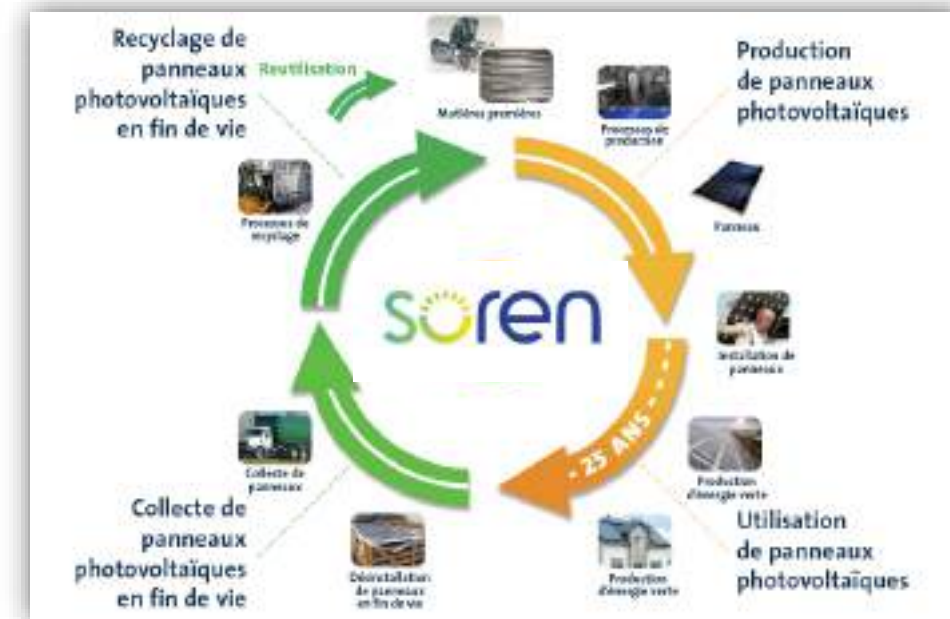 Recyclage de
panneaux
photovoltaïques
en fin de vie
Reutilisation
Matières premières
Processus de
production
Production
de panneaux
photovoltaïques
Panneau
Installation de
panneaux
25 ANS
Production
d'énergie verte
Utilisation
de panneaux
photovoltaïques
Production
d'énergie verte
Désinstallation
de panneaux
en fin de vie
Collecte de
panneaux
Collecte de
panneaux
photovoltaïques
en fin de vie
Processus de
recyclage
soren